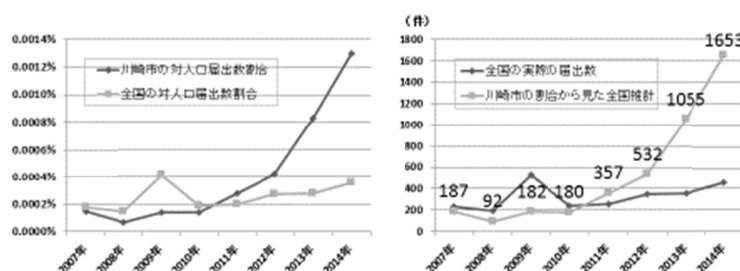 0.0014%
0.0012%
0.0010%
0.0008%
0.0006%
0.0004%
0.0002%
0.0000%
川崎市の対人口届出数割合
全国の対人口届出数割合
2007年
2008年
2009年
2010年
2011年
2012年
2013年
2014年
(件)
1800
1600
1400
1200
1000
800
600
400
200
0
全国の実際の届出数
川崎市の割合から見た全国推計
187
92
182
180
357
532
1055
1653
2007年
2008年
2009年
2010年
2011年
2012年
2013年
2014年